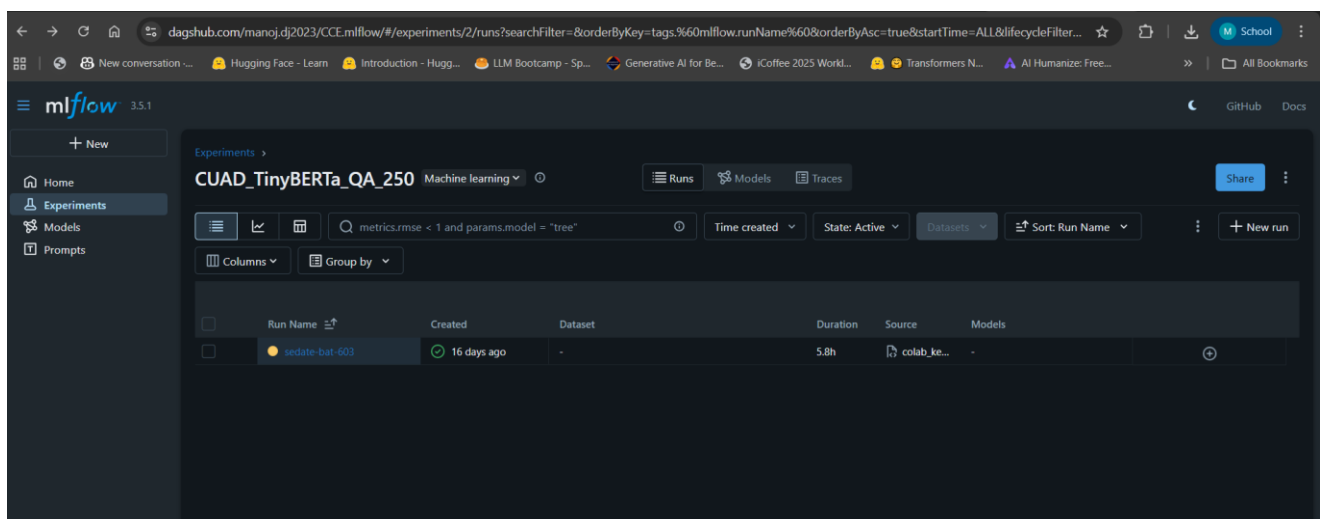 dagshub.com/manoj.dj2023/CCE.mlflow/#/experiments/2/runs?searchFilter=&orderByKey=tags.%60mlflow.runName%60&orderByAsc=true&startTime=ALL&lifecycleFilter... M School
New conversation -... Hugging Face - Learn Introduction - Hugg... LLM Bootcamp - Sp... Generative AI for Be... iCoffee 2025 Workl... Transformers N... AI Humanize: Free... » All Bookmarks
mlflow 3.5.1 GitHub Docs
+ New
Home
Experiments
Models
Prompts
Experiments >
CUAD_TinyBERTa_QA_250 Machine learning Runs Models Traces Share
metrics.rmse < 1 and params.model = "tree" Time created State: Active Datasets Sort: Run Name + New run
Columns Group by
Run Name Created Dataset Duration Source Models
sedate-bat-603 16 days ago - 5.8h colab_ke... -